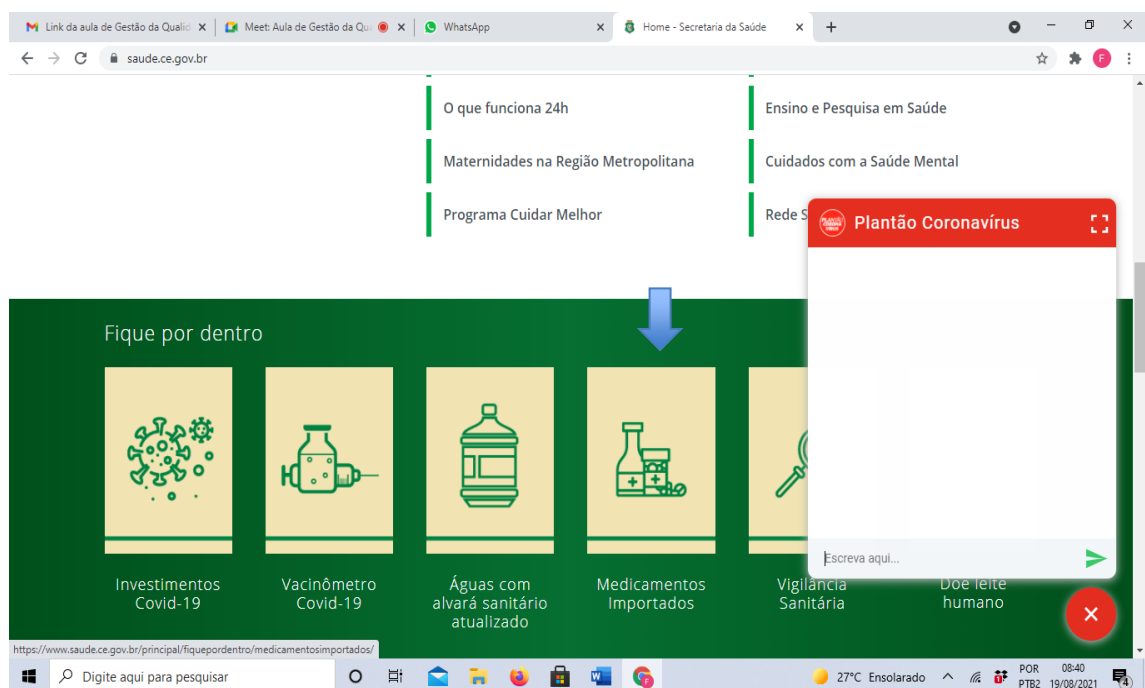 Link da aula de Gestão da Qualid
Meet: Aula de Gestão da Qu
WhatsApp
Home - Secretaria da Saúde
saude.ce.gov.br
F
O que funciona 24h
Ensino e Pesquisa em Saúde
Maternidades na Região Metropolitana
Cuidados com a Saúde Mental
Programa Cuidar Melhor
Rede S
Plantão Coronavírus
Fique por dentro
Escreva aqui...
Investimentos
Covid-19
Vacinômetro
Covid-19
Águas com
alvará sanitário
atualizado
Medicamentos
Importados
Vigilância
Sanitária
Doe leite
humano
https://www.saude.ce.gov.br/principal/fiquepordentro/medicamentosimportados/
Digite aqui para pesquisar
27°C Ensolarado
POR
PTB2
08:40
19/08/2021
4